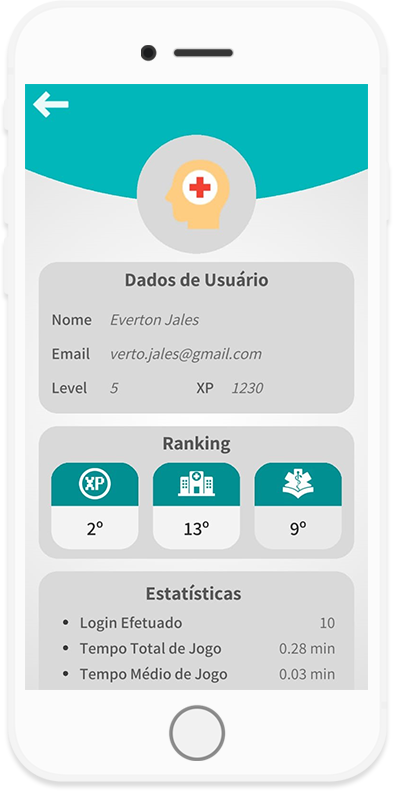 Dados de Usuário
Nome Everton Jales
Email verto.jales@gmail.com
Level 5 XP 1230
Ranking
XP
2º 13º 9º
Estatísticas
• Login Efetuado 10
• Tempo Total de Jogo 0.28 min
• Tempo Médio de Jogo 0.03 min